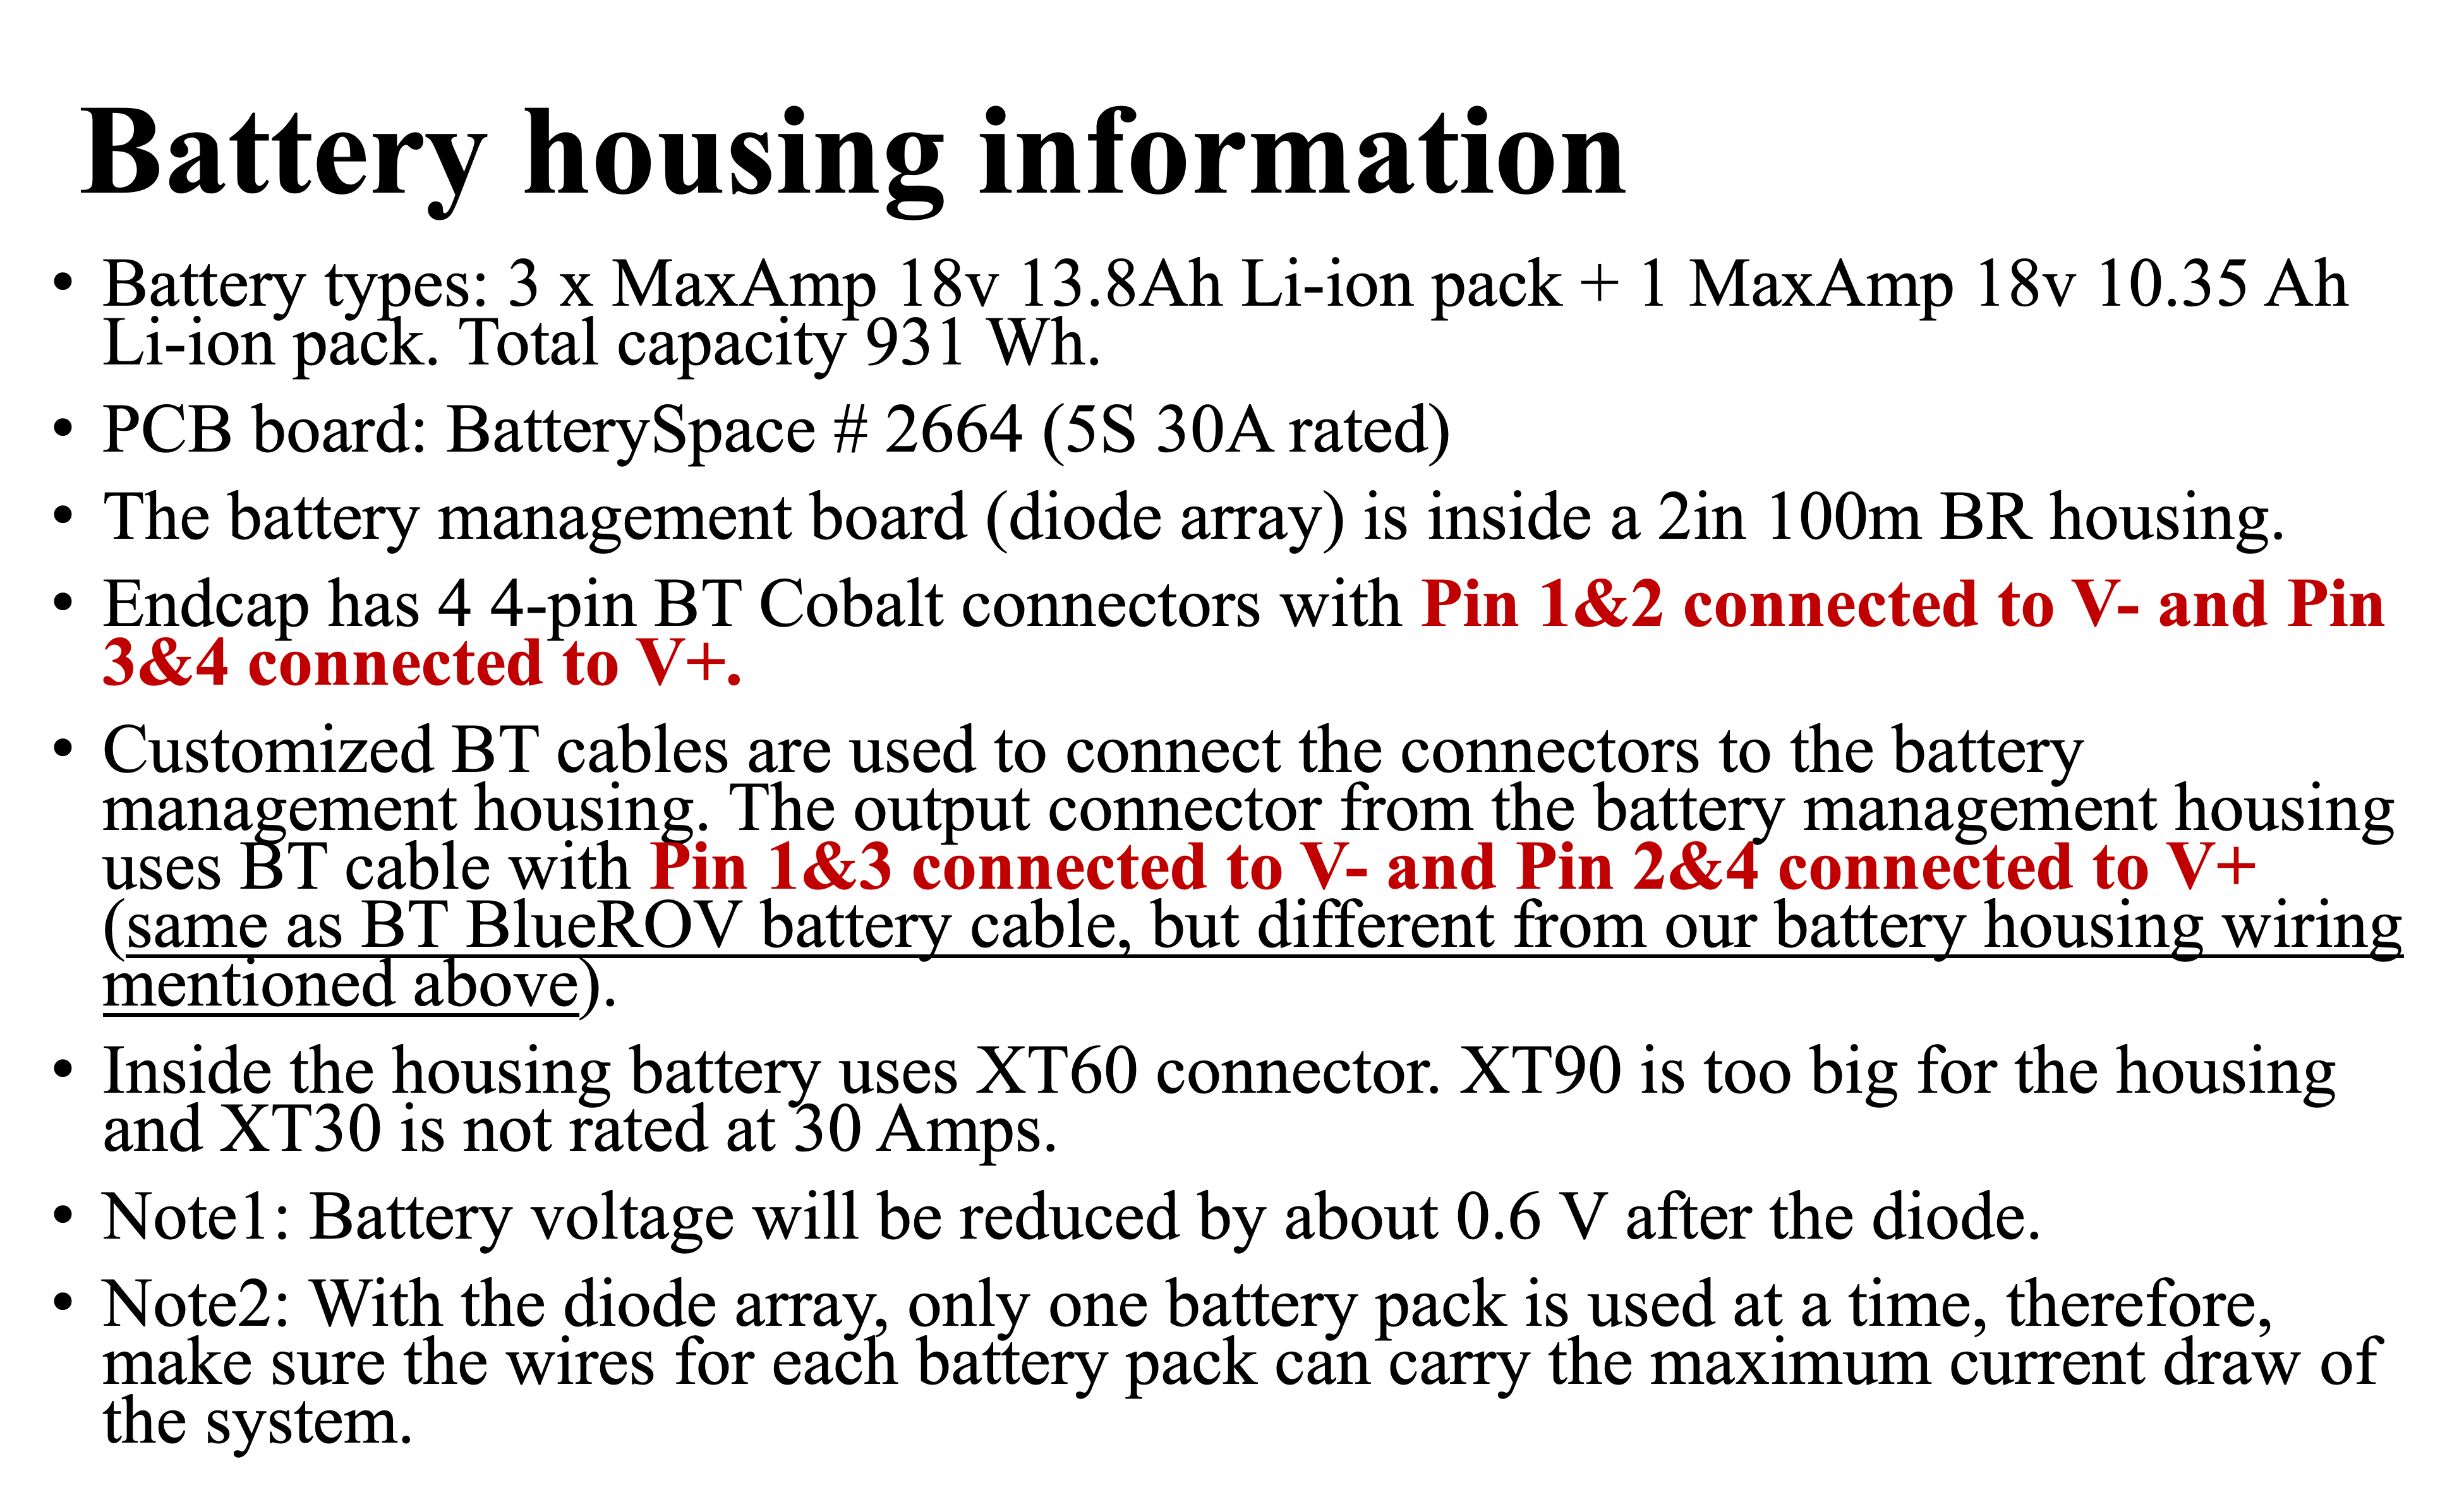 Battery housing information
• Battery types: 3 x MaxAmp 18v 13.8Ah Li-ion pack + 1 MaxAmp 18v 10.35 Ah
Li-ion pack. Total capacity 931 Wh.
• PCB board: BatterySpace # 2664 (5S 30A rated)
• The battery management board (diode array) is inside a 2in 100m BR housing.
• Endcap has 4 4-pin BT Cobalt connectors with Pin 1&2 connected to V- and Pin
3&4 connected to V+.
• Customized BT cables are used to connect the connectors to the battery
management housing. The output connector from the battery management housing
uses BT cable with Pin 1&3 connected to V- and Pin 2&4 connected to V+
(same as BT BlueROV battery cable, but different from our battery housing wiring
mentioned above).
• Inside the housing battery uses XT60 connector. XT90 is too big for the housing
and XT30 is not rated at 30 Amps.
• Note1: Battery voltage will be reduced by about 0.6 V after the diode.
• Note2: With the diode array, only one battery pack is used at a time, therefore,
make sure the wires for each battery pack can carry the maximum current draw of
the system.